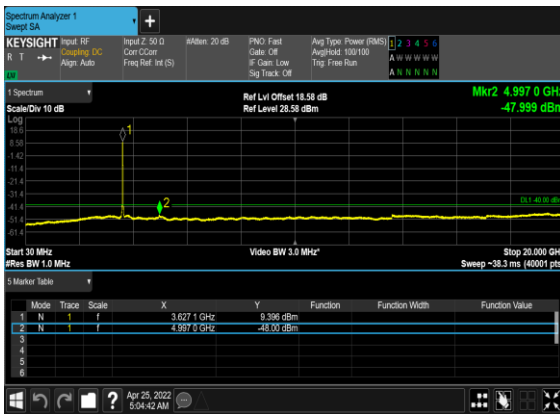 Spectrum Analyzer 1
Swept SA
KEYSIGHT Input: RF Input Z: 50 Ω #Atten: 20 dB PNO: Fast Avg Type: Power (RMS) 1 2 3 4 5 6
R T Coupling: DC Corr CCorr Gate: Off Avg|Hold: 100/100 A W W W W W
Align: Auto Freq Ref: Int (S) IF Gain: Low Trig: Free Run
Sig Track: Off A N N N N N
LV
1 Spectrum Ref Lvl Offset 18.58 dB Mkr2 4.997 0 GHz
Scale/Div 10 dB Ref Level 28.58 dBm -47.999 dBm
Log
18.6
8.58
-1.42
-11.4
-21.4
-31.4
-41.4
-51.4
-61.4
1
2
DL1 -40.00 dBm
Start 30 MHz Video BW 3.0 MHz* Stop 20.000 GHz
#Res BW 1.0 MHz Sweep ~38.3 ms (40001 pts)
5 Marker Table
Mode Trace Scale X Y Function Function Width Function Value
1 N 1 f 3.627 1 GHz 9.396 dBm
2 N 1 f 4.997 0 GHz -48.00 dBm
3
4
5
6
? Apr 25, 2022
5:04:42 AM